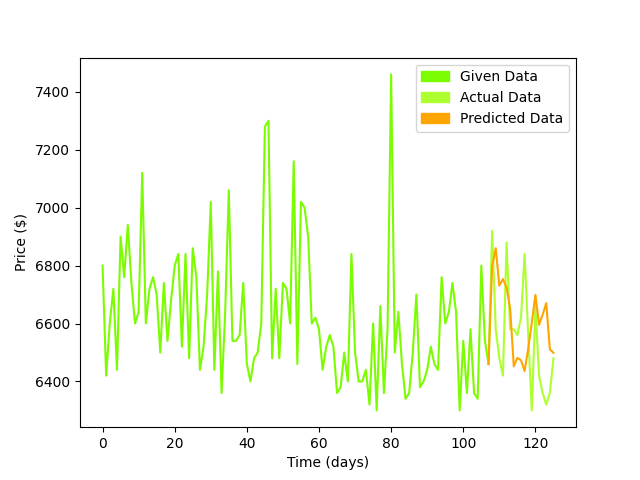 Given Data
Actual Data
Predicted Data
7400
7200
7000
6800
6600
6400
Price ($)
0 20 40 60 80 100 120
Time (days)